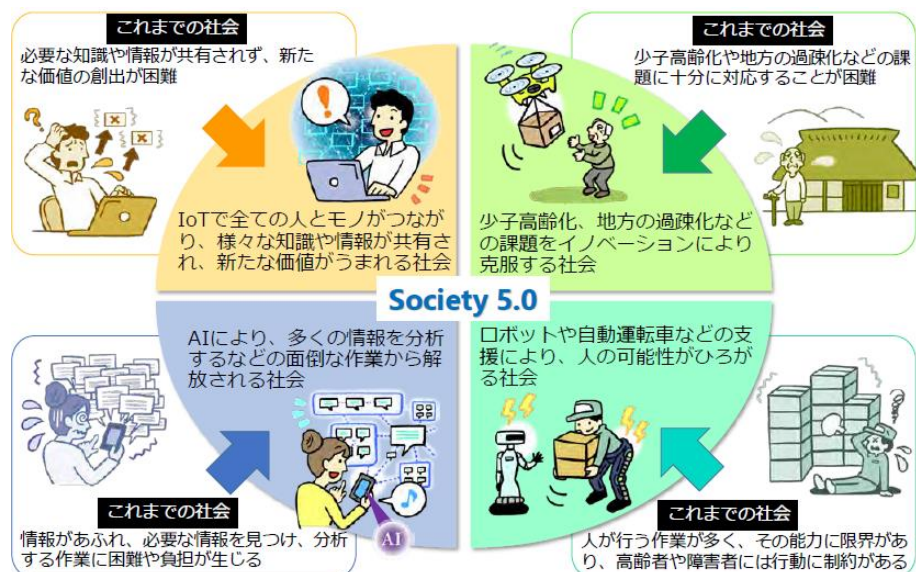 これまでの社会
必要な知識や情報が共有されず、新た
な価値の創出が困難
これまでの社会
少子高齢化や地方の過疎化などの課
題に十分に対応することが困難
IoTで全ての人とモノがつなが
り、様々な知識や情報が共有さ
れ、新たな価値がうまれる社会
少子高齢化、地方の過疎化など
の課題をイノベーションにより
克服する社会
Society 5.0
AIにより、多くの情報を分析
するなどの面倒な作業から解
放される社会
ロボットや自動運転車などの支
援により、人の可能性がひろが
る社会
AI
これまでの社会
情報があふれ、必要な情報を見つけ、分析
する作業に困難や負担が生じる
これまでの社会
人が行う作業が多く、その能力に限界があ
り、高齢者や障害者には行動に制約がある